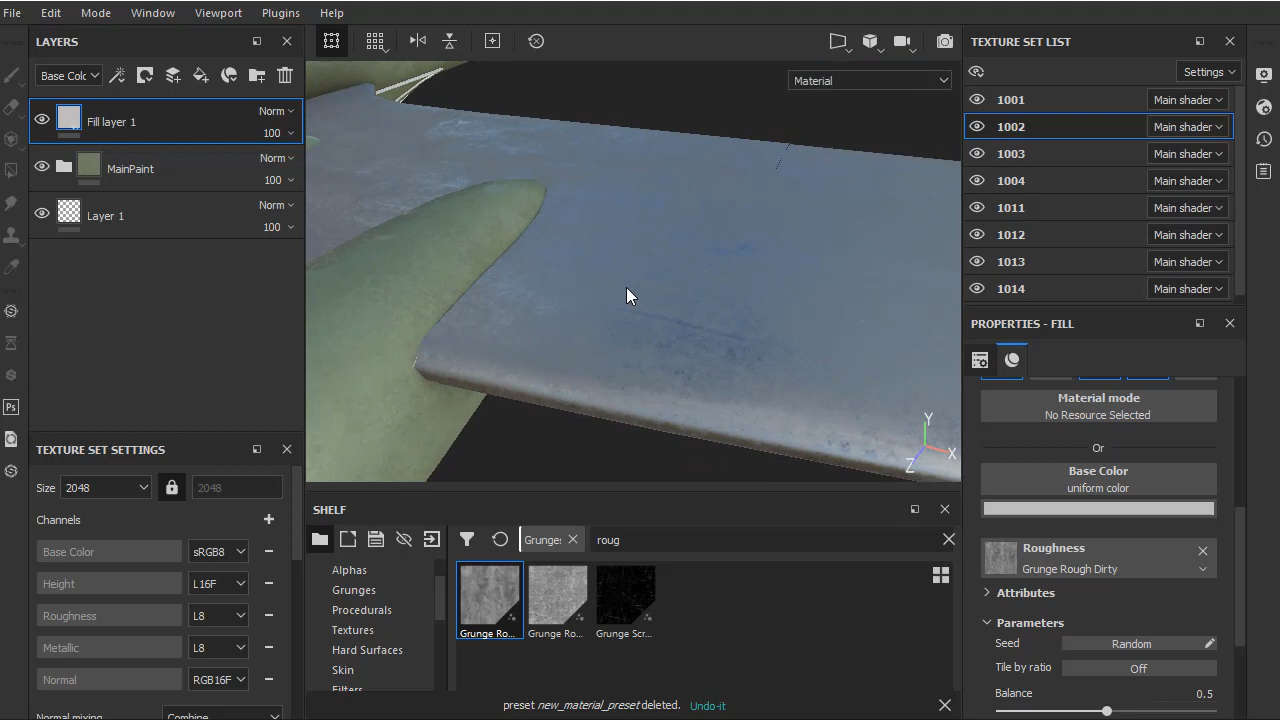 File Edit Mode Window Viewport Plugins Help
LAYERS
Base Colo
Fill layer 1
Norm
100
MainPaint
Norm
100
Layer 1
Norm
100
TEXTURE SET SETTINGS
Size 2048 2048
Channels
Base Color sRGB8
Height L16F
Roughness L8
Metallic L8
Normal RGB16F
Normal mixing Combine
Material
Y
X
Z
SHELF
Grunges roug
Alphas
Grunges
Procedurals
Textures
Hard Surfaces
Skin
Filters
Grunge Ro... Grunge Ro... Grunge Scr...
preset new_material_preset deleted. Undo-it
TEXTURE SET LIST
Settings
1001 Main shader
1002 Main shader
1003 Main shader
1004 Main shader
1011 Main shader
1012 Main shader
1013 Main shader
1014 Main shader
PROPERTIES - FILL
Material mode
No Resource Selected
Or
Base Color
uniform color
Roughness
Grunge Rough Dirty
Attributes
Parameters
Seed Random
Tile by ratio Off
Balance 0.5
Ps